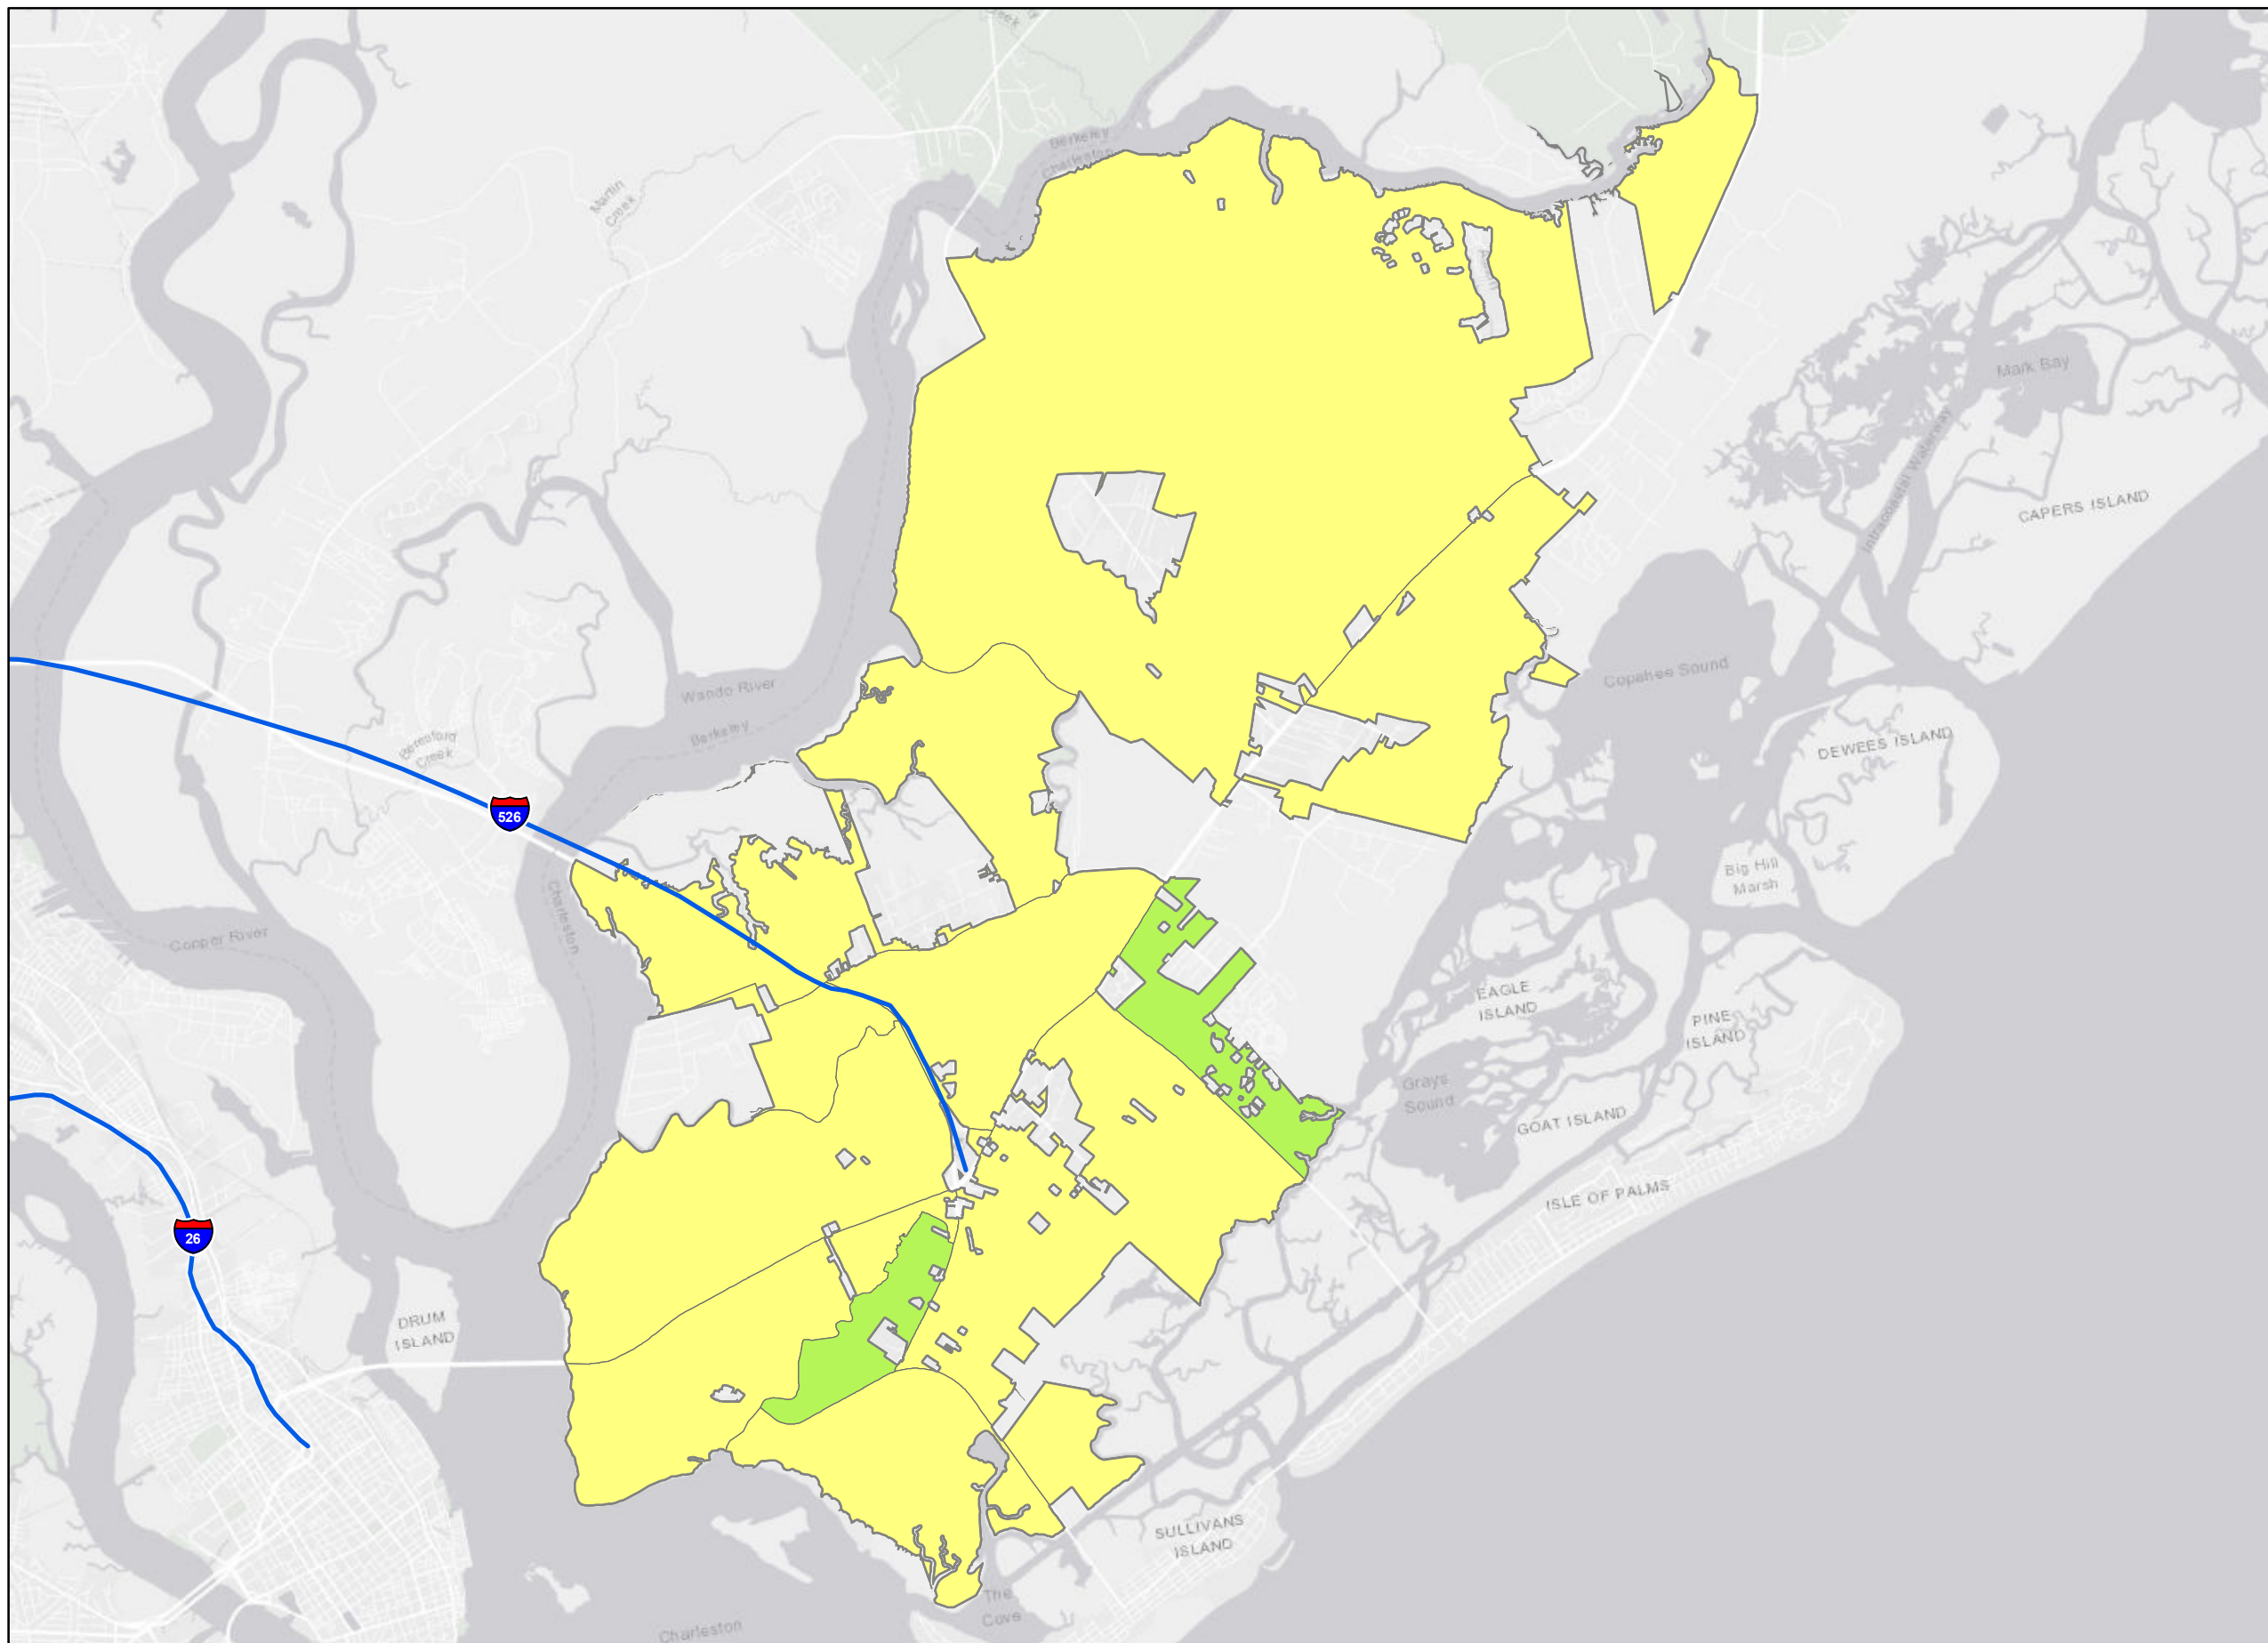 Creek
Berkeley
Charleston
Martin
Creek
Mark Bay
Intracoastal Waterway
CAPERS ISLAND
Wando River
Berkeley
Copahee Sound
Beresford
Creek
DEWEES ISLAND
526
Big Hill
Marsh
Charleston
Copper River
EAGLE
ISLAND
PINE
ISLAND
Grays
Sound
GOAT ISLAND
ISLE OF PALMS
26
DRUM
ISLAND
SULLIVANS
ISLAND
The
Cove
Charleston